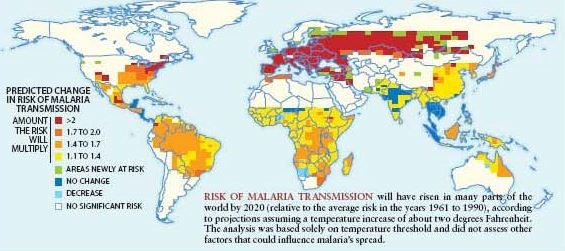 PREDICTED CHANGE
IN RISK OF MALARIA
TRANSMISSION
AMOUNT
THE RISK
WILL
MULTIPLY
>2
1.7 TO 2.0
1.4 TO 1.7
1.1 TO 1.4
AREAS NEWLY AT RISK
NO CHANGE
DECREASE
NO SIGNIFICANT RISK
RISK OF MALARIA TRANSMISSION will have risen in many parts of the
world by 2020 (relative to the average risk in the years 1961 to 1990), according
to projections assuming a temperature increase of about two degrees Fahrenheit.
The analysis was based solely on temperature threshold and did not assess other
factors that could influence malaria's spread.